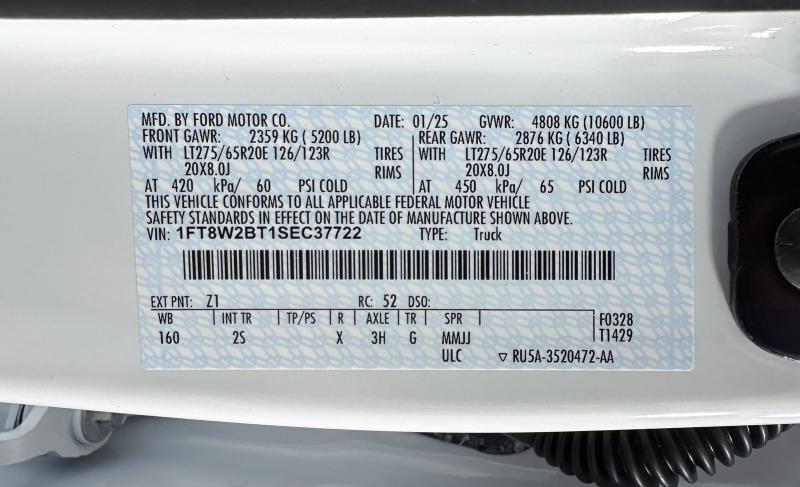 MFD. BY FORD MOTOR CO. DATE: 01/25 GVWR: 4808 KG (10600 LB)
FRONT GAWR: 2359 KG ( 5200 LB) REAR GAWR: 2876 KG ( 6340 LB)
WITH LT275/65R20E 126/123R TIRES WITH LT275/65R20E 126/123R TIRES
20X8.0J RIMS 20X8.0J RIMS
AT 420 kPa/ 60 PSI COLD AT 450 kPa/ 65 PSI COLD
THIS VEHICLE CONFORMS TO ALL APPLICABLE FEDERAL MOTOR VEHICLE
SAFETY STANDARDS IN EFFECT ON THE DATE OF MANUFACTURE SHOWN ABOVE.
VIN: 1FT8W2BT1SEC37722 TYPE: Truck
EXT PNT: Z1 RC: 52 DSO:
WB INT TR TP/PS R AXLE TR SPR F0328
160 2S X 3H G MMJJ T1429
ULC ▽ RU5A-3520472-AA